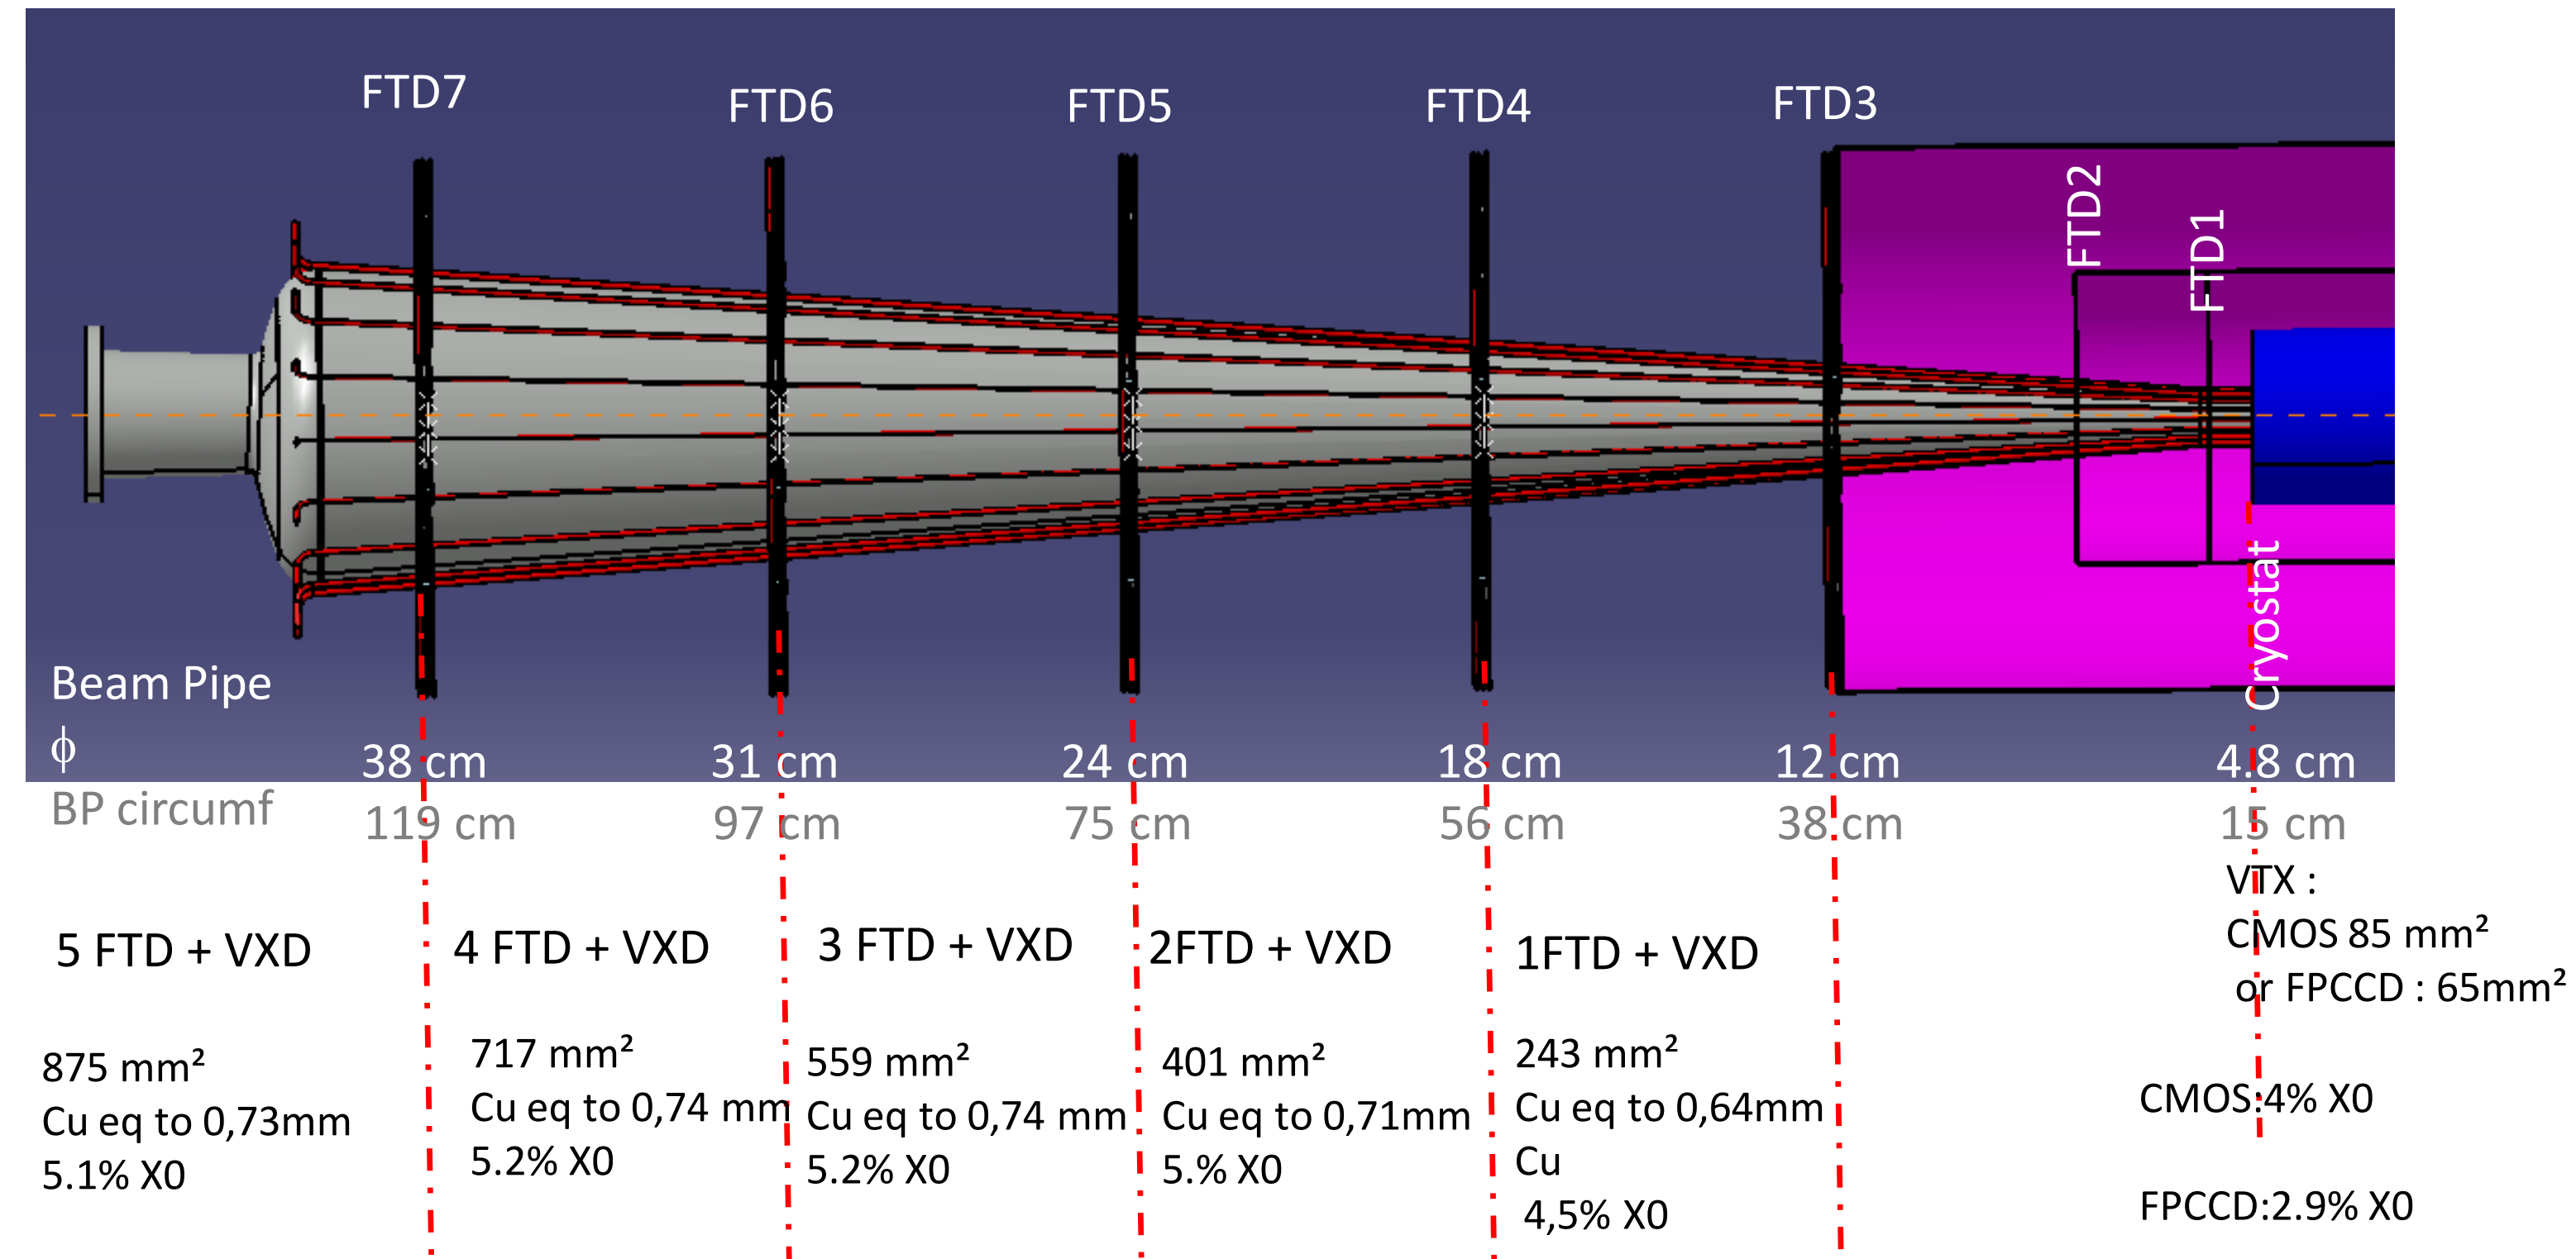 FTD7
FTD6
FTD5
FTD4
FTD3
FTD2
FTD1
Cryostat
Beam Pipe
ϕ
38 cm
31 cm
24 cm
18 cm
12 cm
4.8 cm
BP circumf
119 cm
97 cm
75 cm
56 cm
38 cm
15 cm
VTX :
CMOS 85 mm²
or FPCCD : 65mm²
5 FTD + VXD
4 FTD + VXD
3 FTD + VXD
2FTD + VXD
1FTD + VXD
875 mm²
Cu eq to 0,73mm
5.1% X0
717 mm²
Cu eq to 0,74 mm
5.2% X0
559 mm²
Cu eq to 0,74 mm
5.2% X0
401 mm²
Cu eq to 0,71mm
5.% X0
243 mm²
Cu eq to 0,64mm
Cu
4,5% X0
CMOS:4% X0
FPCCD:2.9% X0